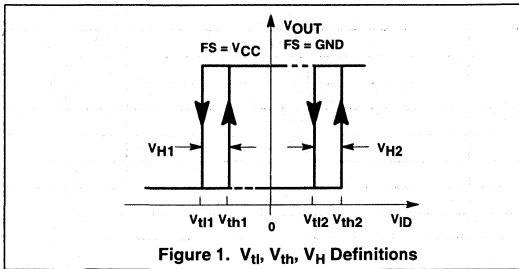 VOUT
FS = VCC
FS = GND
VH1
VH2
Vtl1
Vth1
0
Vtl2
Vth2
VID
Figure 1. Vtl, Vth, VH Definitions